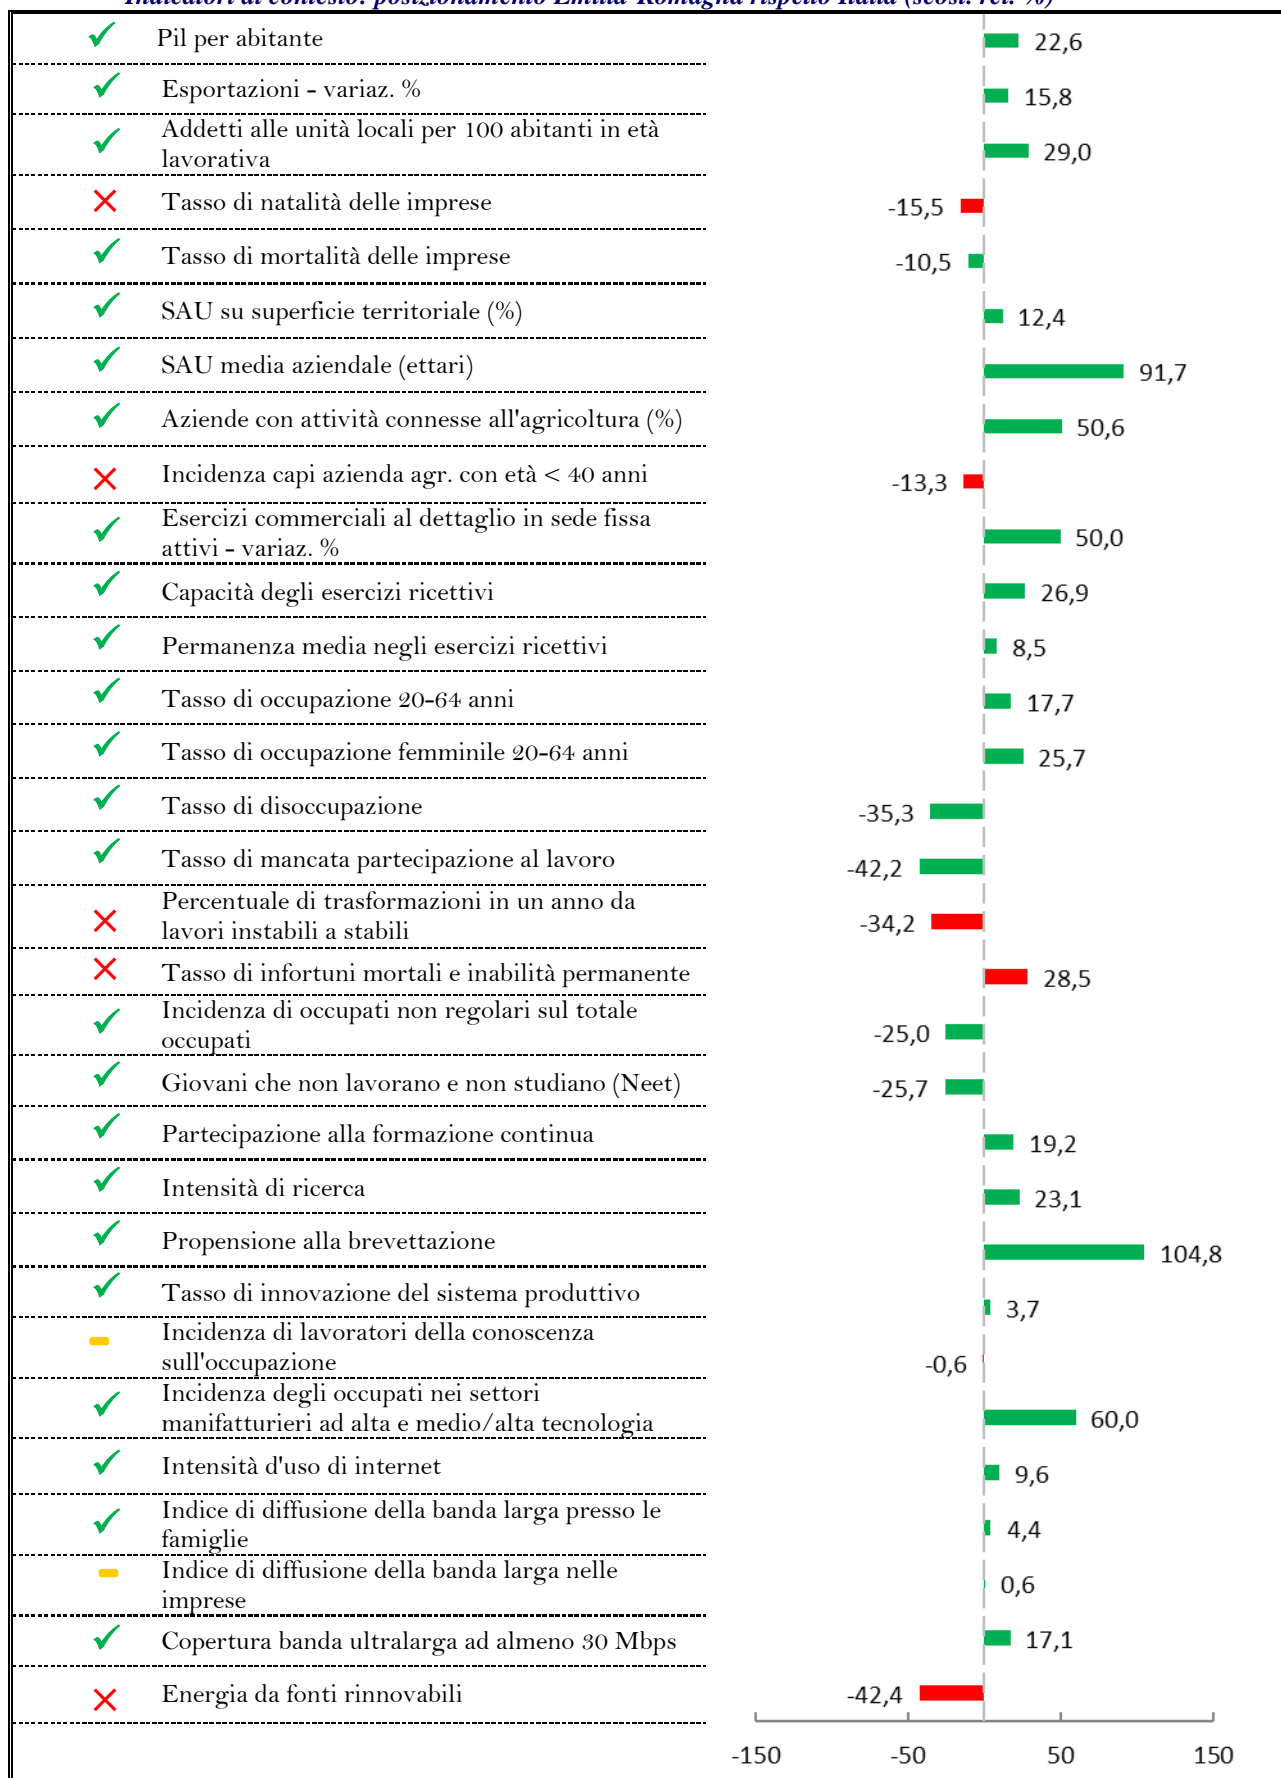 Indicatori di contesto: posizionamento Emilia-Romagna rispetto Italia (scost. rel. %)
Pil per abitante 22,6
Esportazioni - variaz. % 15,8
Addetti alle unità locali per 100 abitanti in età
lavorativa 29,0
Tasso di natalità delle imprese -15,5
Tasso di mortalità delle imprese -10,5
SAU su superficie territoriale (%) 12,4
SAU media aziendale (ettari) 91,7
Aziende con attività connesse all'agricoltura (%) 50,6
Incidenza capi azienda agr. con età < 40 anni -13,3
Esercizi commerciali al dettaglio in sede fissa
attivi - variaz. % 50,0
Capacità degli esercizi ricettivi 26,9
Permanenza media negli esercizi ricettivi 8,5
Tasso di occupazione 20-64 anni 17,7
Tasso di occupazione femminile 20-64 anni 25,7
Tasso di disoccupazione -35,3
Tasso di mancata partecipazione al lavoro -42,2
Percentuale di trasformazioni in un anno da
lavori instabili a stabili -34,2
Tasso di infortuni mortali e inabilità permanente 28,5
Incidenza di occupati non regolari sul totale
occupati -25,0
Giovani che non lavorano e non studiano (Neet) -25,7
Partecipazione alla formazione continua 19,2
Intensità di ricerca 23,1
Propensione alla brevettazione 104,8
Tasso di innovazione del sistema produttivo 3,7
Incidenza di lavoratori della conoscenza
sull'occupazione -0,6
Incidenza degli occupati nei settori
manifatturieri ad alta e medio/alta tecnologia 60,0
Intensità d'uso di internet 9,6
Indice di diffusione della banda larga presso le
famiglie 4,4
Indice di diffusione della banda larga nelle
imprese 0,6
Copertura banda ultralarga ad almeno 30 Mbps 17,1
Energia da fonti rinnovabili -42,4
-150 -50 50 150